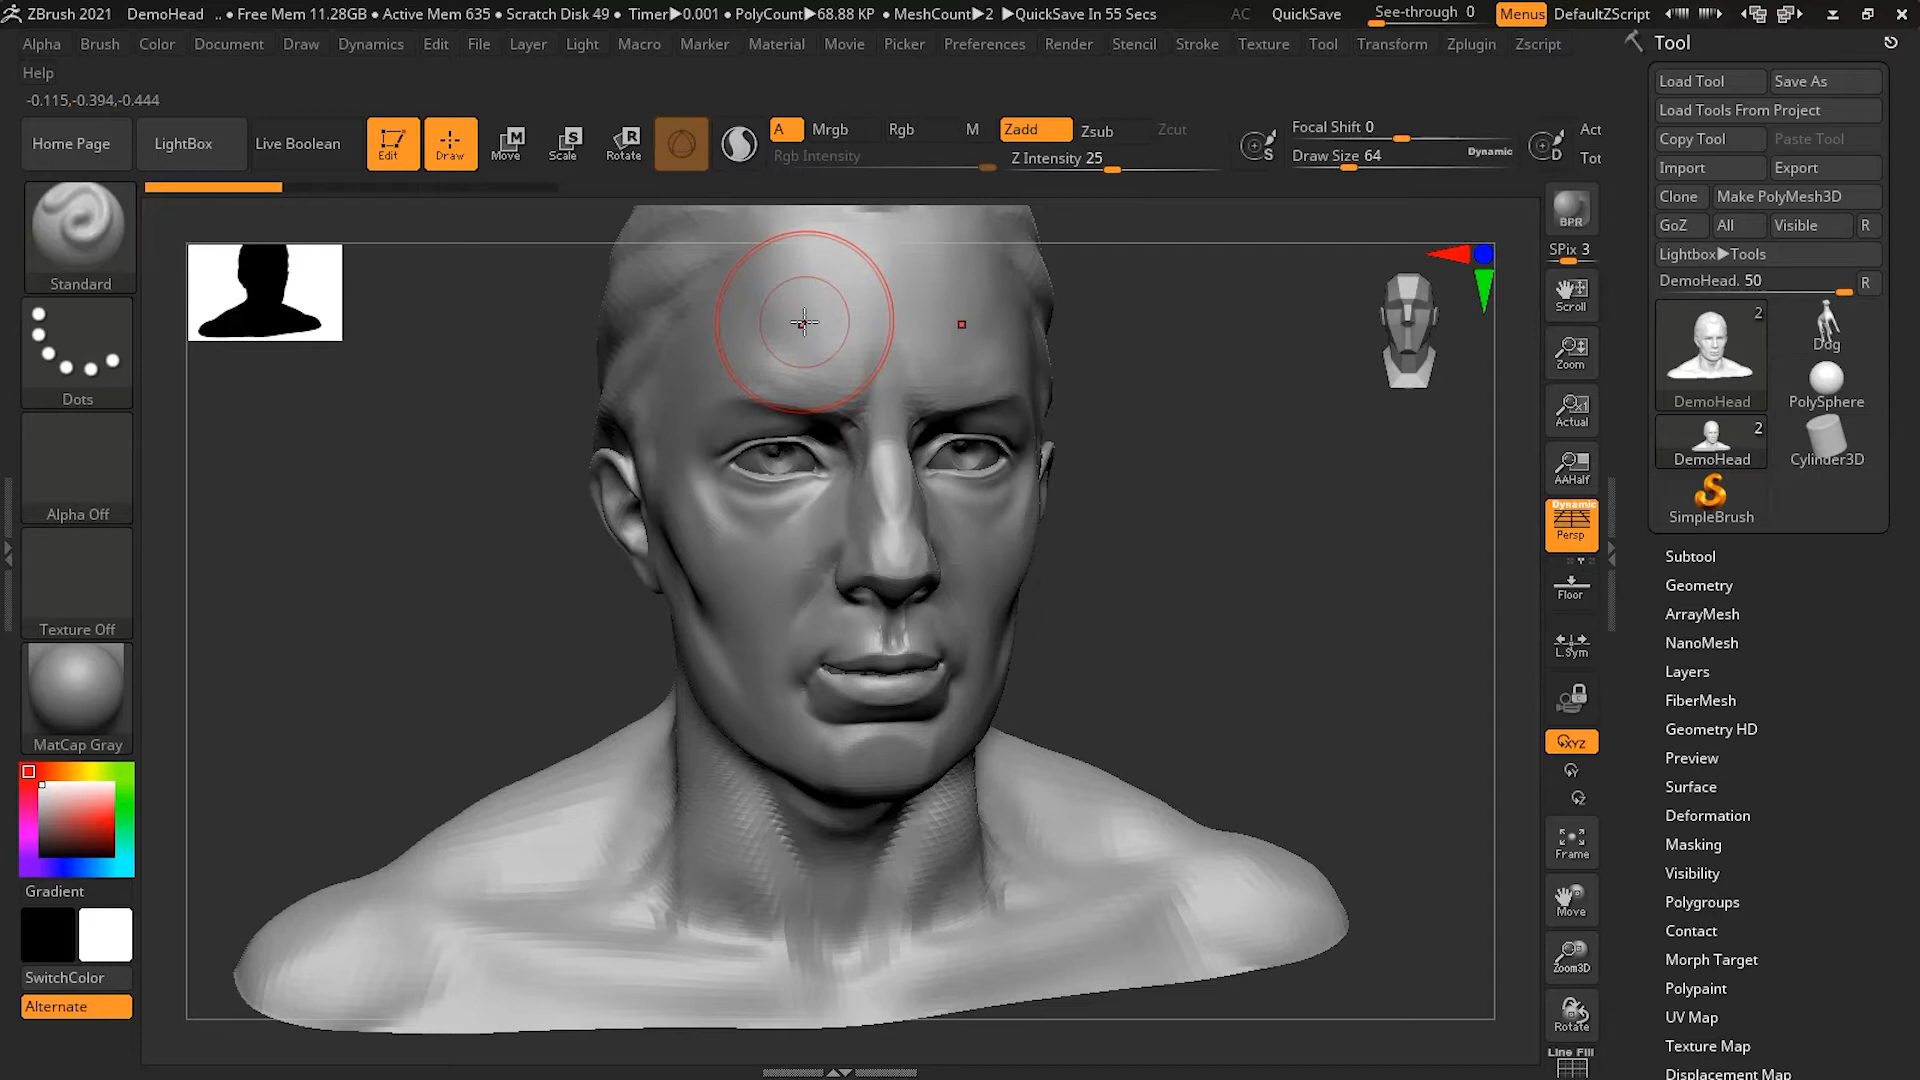 ZBrush 2021 DemoHead .. • Free Mem 11.28GB • Active Mem 635 • Scratch Disk 49 • Timer▶0.001 • PolyCount▶68.88 KP • MeshCount▶2 ▶QuickSave In 55 Secs AC QuickSave See-through 0 Menus DefaultZScript
Alpha Brush Color Document Draw Dynamics Edit File Layer Light Macro Marker Material Movie Picker Preferences Render Stencil Stroke Texture Tool Transform Zplugin Zscript
Help
-0.115,-0.394,-0.444
Home Page LightBox Live Boolean Edit Draw Move Scale Rotate
M S R
A Mrgb Rgb M Zadd Zsub Zcut
Rgb Intensity Z Intensity 25
S Focal Shift 0
Draw Size 64 Dynamic
D Act
Tot
Standard
Dots
Alpha Off
Texture Off
MatCap Gray
Gradient
SwitchColor
Alternate
BPR
SPix 3
Scroll
Zoom
Actual
AAHalf
Dynamic
Persp
Floor
L.Sym
XYZ
Y
Z
Frame
Move
Zoom3D
Rotate
Line Fill
Tool
Load Tool Save As
Load Tools From Project
Copy Tool Paste Tool
Import Export
Clone Make PolyMesh3D
GoZ All Visible R
Lightbox▶Tools
DemoHead. 50 R
2
DemoHead
Dog
PolySphere
2
DemoHead
Cylinder3D
SimpleBrush
Subtool
Geometry
ArrayMesh
NanoMesh
Layers
FiberMesh
Geometry HD
Preview
Surface
Deformation
Masking
Visibility
Polygroups
Contact
Morph Target
Polypaint
UV Map
Texture Map
Displacement Map